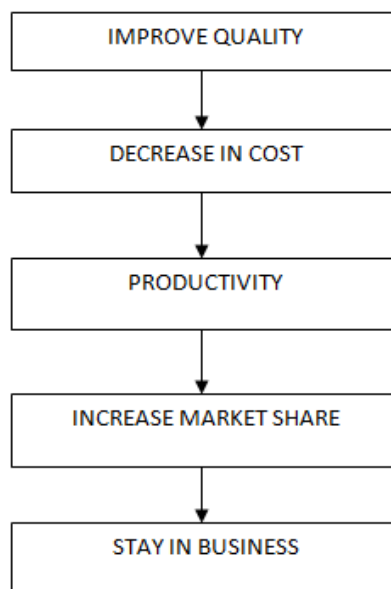 IMPROVE QUALITY
DECREASE IN COST
PRODUCTIVITY
INCREASE MARKET SHARE
STAY IN BUSINESS